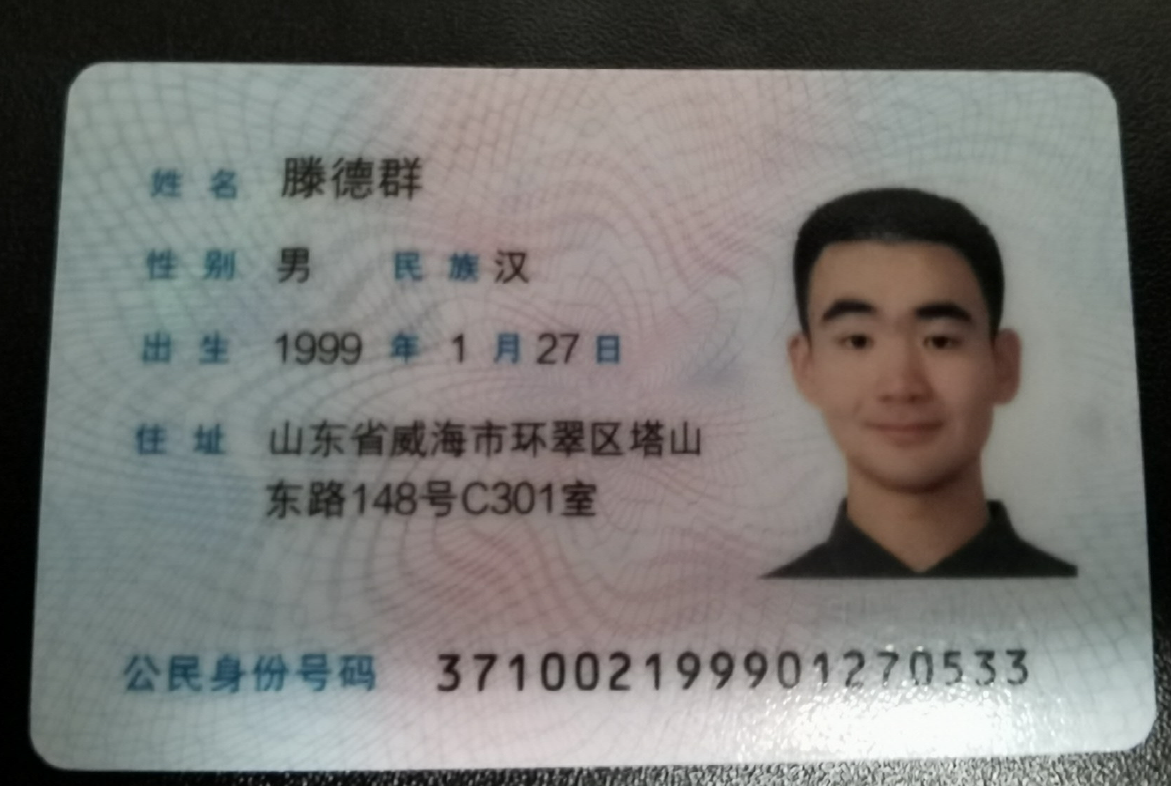 姓名 滕德群
性别 男 民族 汉
出生 1999 年 1 月 27 日
住址 山东省威海市环翠区塔山
东路148号C301室
公民身份号码 371002199901270533